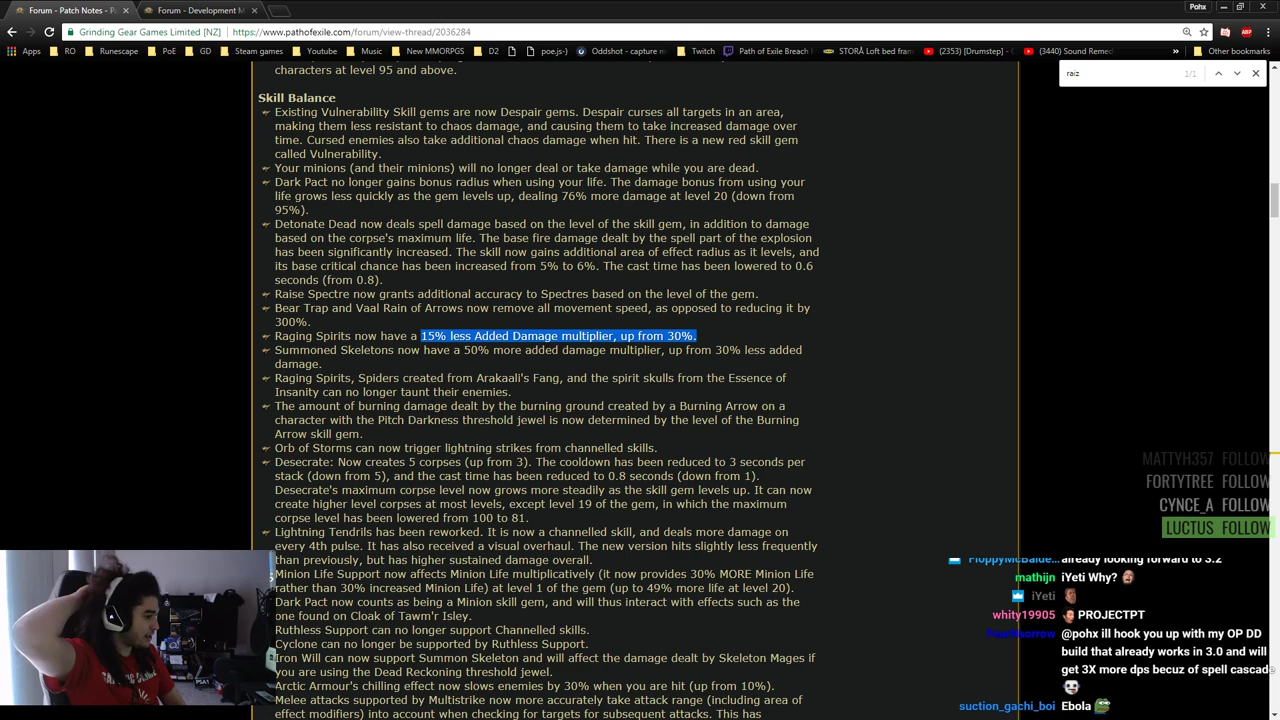 Forum - Patch Notes - P
Forum - Development M
Pohx
Grinding Gear Games Limited [NZ]
https://www.pathofexile.com/forum/view-thread/2036284
Apps
RO
Runescape
PoE
GD
Steam games
Youtube
Music
New MMORPGS
D2
poe.js-)
Oddshot - capture m
Twitch
Path of Exile Breach
STORÅ Loft bed fram
(2353) [Drumstep]
(3440) Sound Remed
»
Other bookmarks
raiz
1/1
characters at level 95 and above.
Skill Balance
Existing Vulnerability Skill gems are now Despair gems. Despair curses all targets in an area,
making them less resistant to chaos damage, and causing them to take increased damage over
time. Cursed enemies also take additional chaos damage when hit. There is a new red skill gem
called Vulnerability.
Your minions (and their minions) will no longer deal or take damage while you are dead.
Dark Pact no longer gains bonus radius when using your life. The damage bonus from using your
life grows less quickly as the gem levels up, dealing 76% more damage at level 20 (down from
95%).
Detonate Dead now deals spell damage based on the level of the skill gem, in addition to damage
based on the corpse's maximum life. The base fire damage dealt by the spell part of the explosion
has been significantly increased. The skill now gains additional area of effect radius as it levels, and
its base critical chance has been increased from 5% to 6%. The cast time has been lowered to 0.6
seconds (from 0.8).
Raise Spectre now grants additional accuracy to Spectres based on the level of the gem.
Bear Trap and Vaal Rain of Arrows now remove all movement speed, as opposed to reducing it by
300%.
Raging Spirits now have a 15% less Added Damage multiplier, up from 30%.
Summoned Skeletons now have a 50% more added damage multiplier, up from 30% less added
damage.
Raging Spirits, Spiders created from Arakaali's Fang, and the spirit skulls from the Essence of
Insanity can no longer taunt their enemies.
The amount of burning damage dealt by the burning ground created by a Burning Arrow on a
character with the Pitch Darkness threshold jewel is now determined by the level of the Burning
Arrow skill gem.
Orb of Storms can now trigger lightning strikes from channelled skills.
Desecrate: Now creates 5 corpses (up from 3). The cooldown has been reduced to 3 seconds per
stack (down from 5), and the cast time has been reduced to 0.8 seconds (down from 1).
Desecrate's maximum corpse level now grows more steadily as the skill gem levels up. It can now
create higher level corpses at most levels, except level 19 of the gem, in which the maximum
corpse level has been lowered from 100 to 81.
Lightning Tendrils has been reworked. It is now a channelled skill, and deals more damage on
every 4th pulse. It has also received a visual overhaul. The new version hits slightly less frequently
than previously, but has higher sustained damage overall.
Minion Life Support now affects Minion Life multiplicatively (it now provides 30% MORE Minion Life
rather than 30% increased Minion Life) at level 1 of the gem (up to 49% more life at level 20).
Dark Pact now counts as being a Minion skill gem, and will thus interact with effects such as the
one found on Cloak of Tawm'r Isley.
Ruthless Support can no longer support Channelled skills.
Cyclone can no longer be supported by Ruthless Support.
Iron Will can now support Summon Skeleton and will affect the damage dealt by Skeleton Mages if
you are using the Dead Reckoning threshold jewel.
Arctic Armour's chilling effect now slows enemies by 30% when you are hit (up from 10%).
Melee attacks supported by Multistrike now more accurately take attack range (including area
of effect modifiers) into account when checking for targets for subsequent attacks. This has
MATTYH357 FOLLOW
FORTYTREE FOLLOW
CYNCE_A FOLLOW
LUCTUS FOLLOW
already looking forward to 3.2
mathijn iYeti Why?
iYeti
whity19905 PROJECTPT
@pohx ill hook you up with my OP DD
build that already works in 3.0 and will
get 3X more dps becuz of spell cascade
suction_gachi_boi Ebola